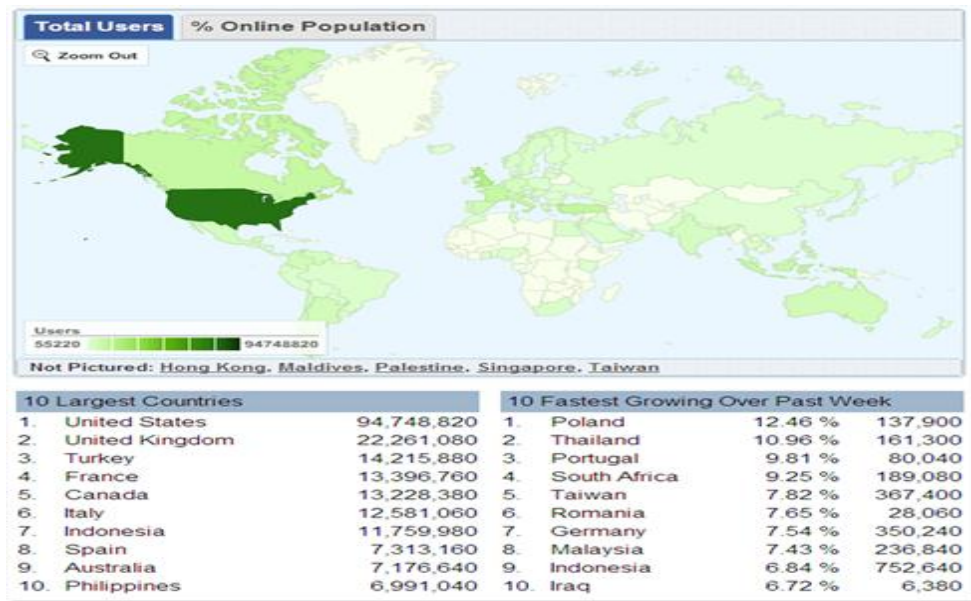 Total Users % Online Population
Zoom Out
Users
55220 94748820
Not Pictured: Hong Kong, Maldives, Palestine, Singapore, Taiwan
10 Largest Countries
1. United States 94,748,820
2. United Kingdom 22,261,080
3. Turkey 14,215,880
4. France 13,396,760
5. Canada 13,228,380
6. Italy 12,581,060
7. Indonesia 11,759,980
8. Spain 7,313,160
9. Australia 7,176,640
10. Philippines 6,991,040
10 Fastest Growing Over Past Week
1. Poland 12.46 % 137,900
2. Thailand 10.96 % 161,300
3. Portugal 9.81 % 80,040
4. South Africa 9.25 % 189,080
5. Taiwan 7.82 % 367,400
6. Romania 7.65 % 28,060
7. Germany 7.54 % 350,240
8. Malaysia 7.43 % 236,840
9. Indonesia 6.84 % 752,640
10. Iraq 6.72 % 6,380